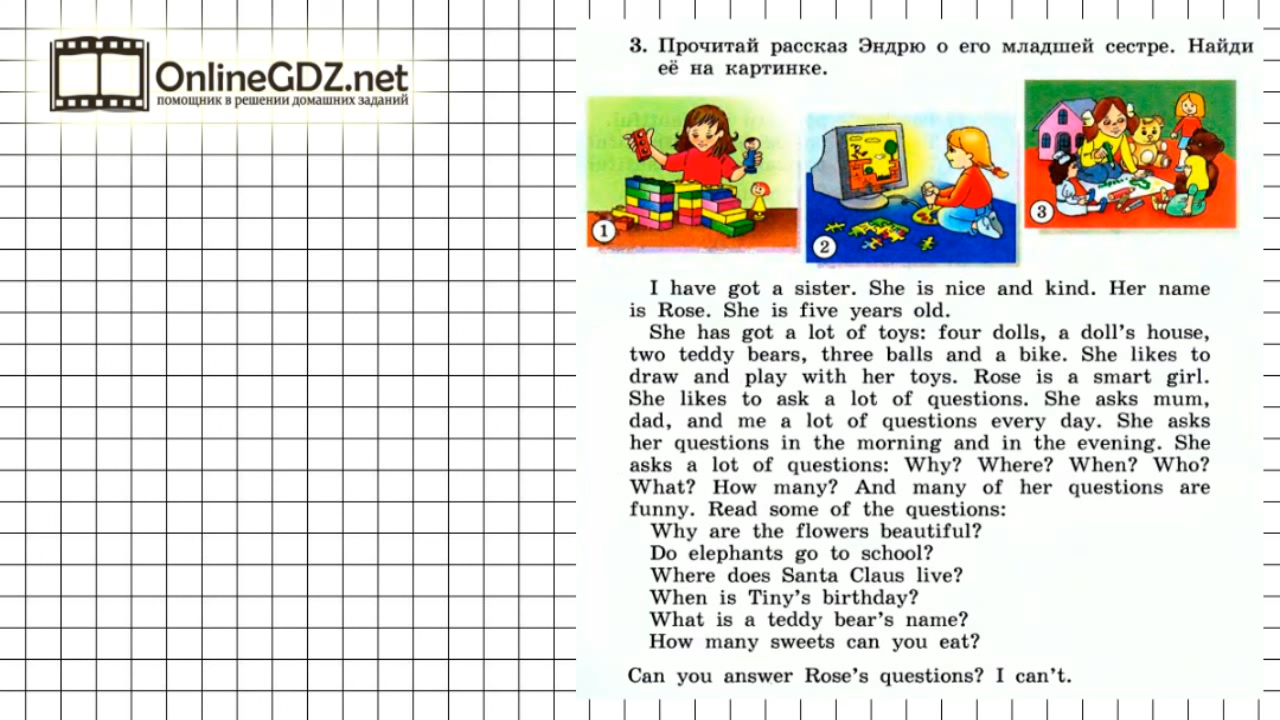 OnlineGDZ.net
помощник в решении домашних заданий
3. Прочитай рассказ Эндрю о его младшей сестре. Найди
её на картинке.
1
2
3
I have got a sister. She is nice and kind. Her name
is Rose. She is five years old.
She has got a lot of toys: four dolls, a doll's house,
two teddy bears, three balls and a bike. She likes to
draw and play with her toys. Rose is a smart girl.
She likes to ask a lot of questions. She asks mum,
dad, and me a lot of questions every day. She asks
her questions in the morning and in the evening. She
asks a lot of questions: Why? Where? When? Who?
What? How many? And many of her questions are
funny. Read some of the questions:
Why are the flowers beautiful?
Do elephants go to school?
Where does Santa Claus live?
When is Tiny's birthday?
What is a teddy bear's name?
How many sweets can you eat?
Can you answer Rose's questions? I can't.